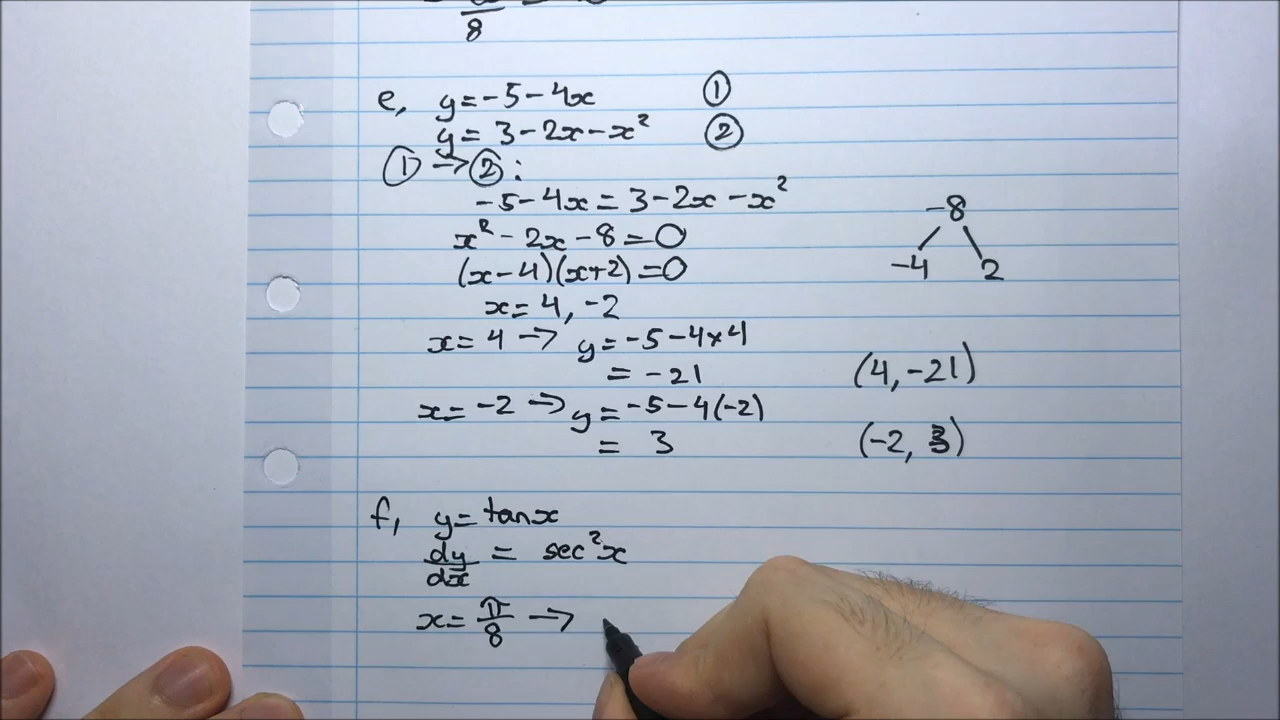 8
e, y = -5 - 4x ①
y = 3 - 2x - x² ②
① → ② :
-5 - 4x = 3 - 2x - x²
-8
x² - 2x - 8 = 0
(x - 4)(x + 2) = 0
-4 2
x = 4, -2
x = 4 → y = -5 - 4 × 4
= -21 (4, -21)
x = -2 → y = -5 - 4(-2)
= 3 (-2, 3)
f, y = tanx
dy/dx = sec²x
x = π/8 →